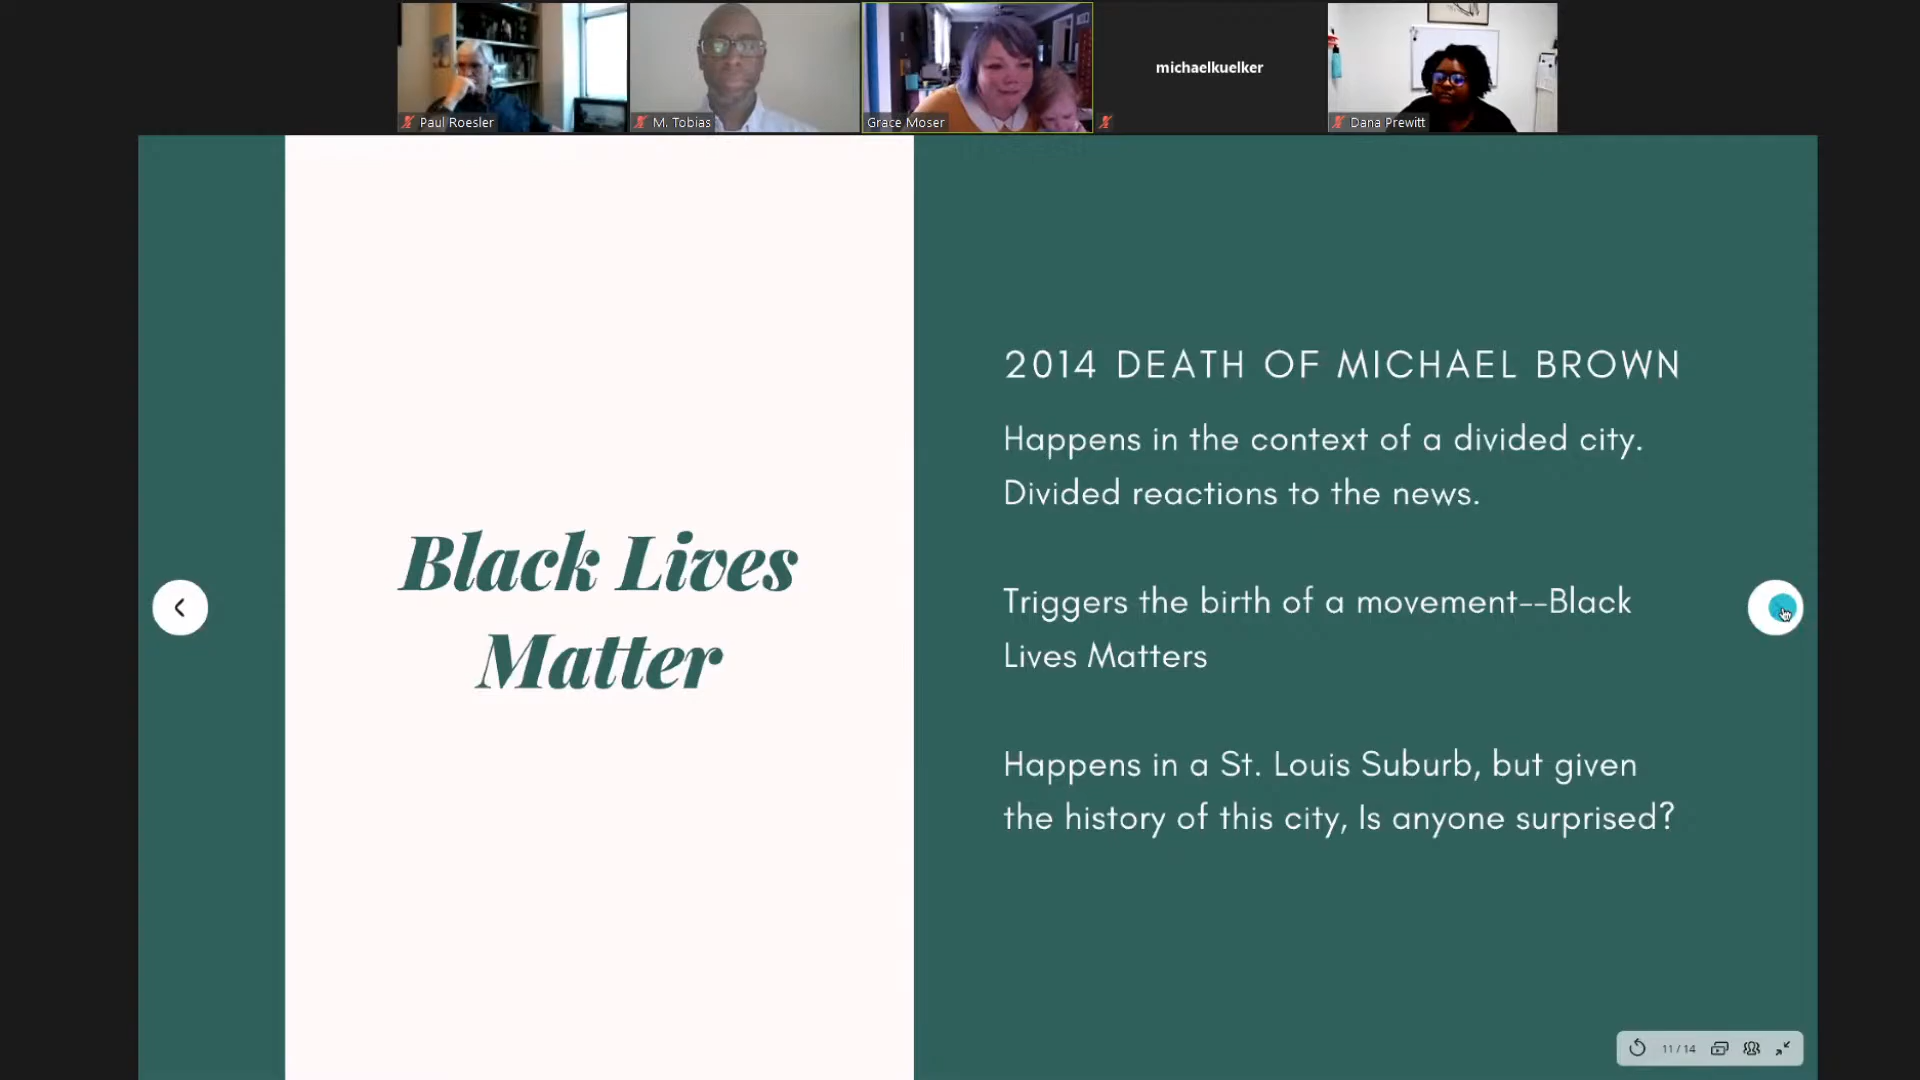 Paul Roesler
M. Tobias
Grace Moser
michaelkuelker
Dana Prewitt
Black Lives
Matter
2014 DEATH OF MICHAEL BROWN
Happens in the context of a divided city.
Divided reactions to the news.
Triggers the birth of a movement--Black
Lives Matters
Happens in a St. Louis Suburb, but given
the history of this city, Is anyone surprised?
11 / 14